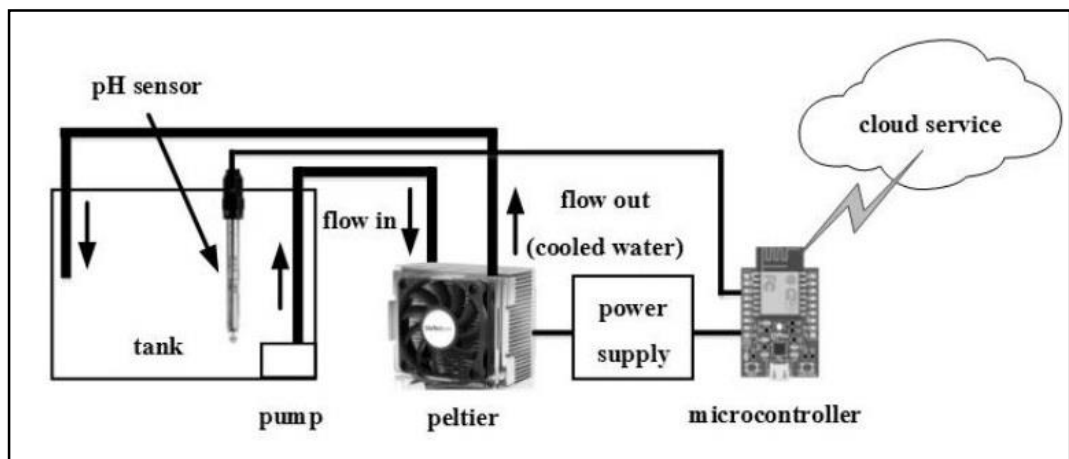 pH sensor
cloud service
flow in
flow out
(cooled water)
tank
power
supply
pump
peltier
microcontroller